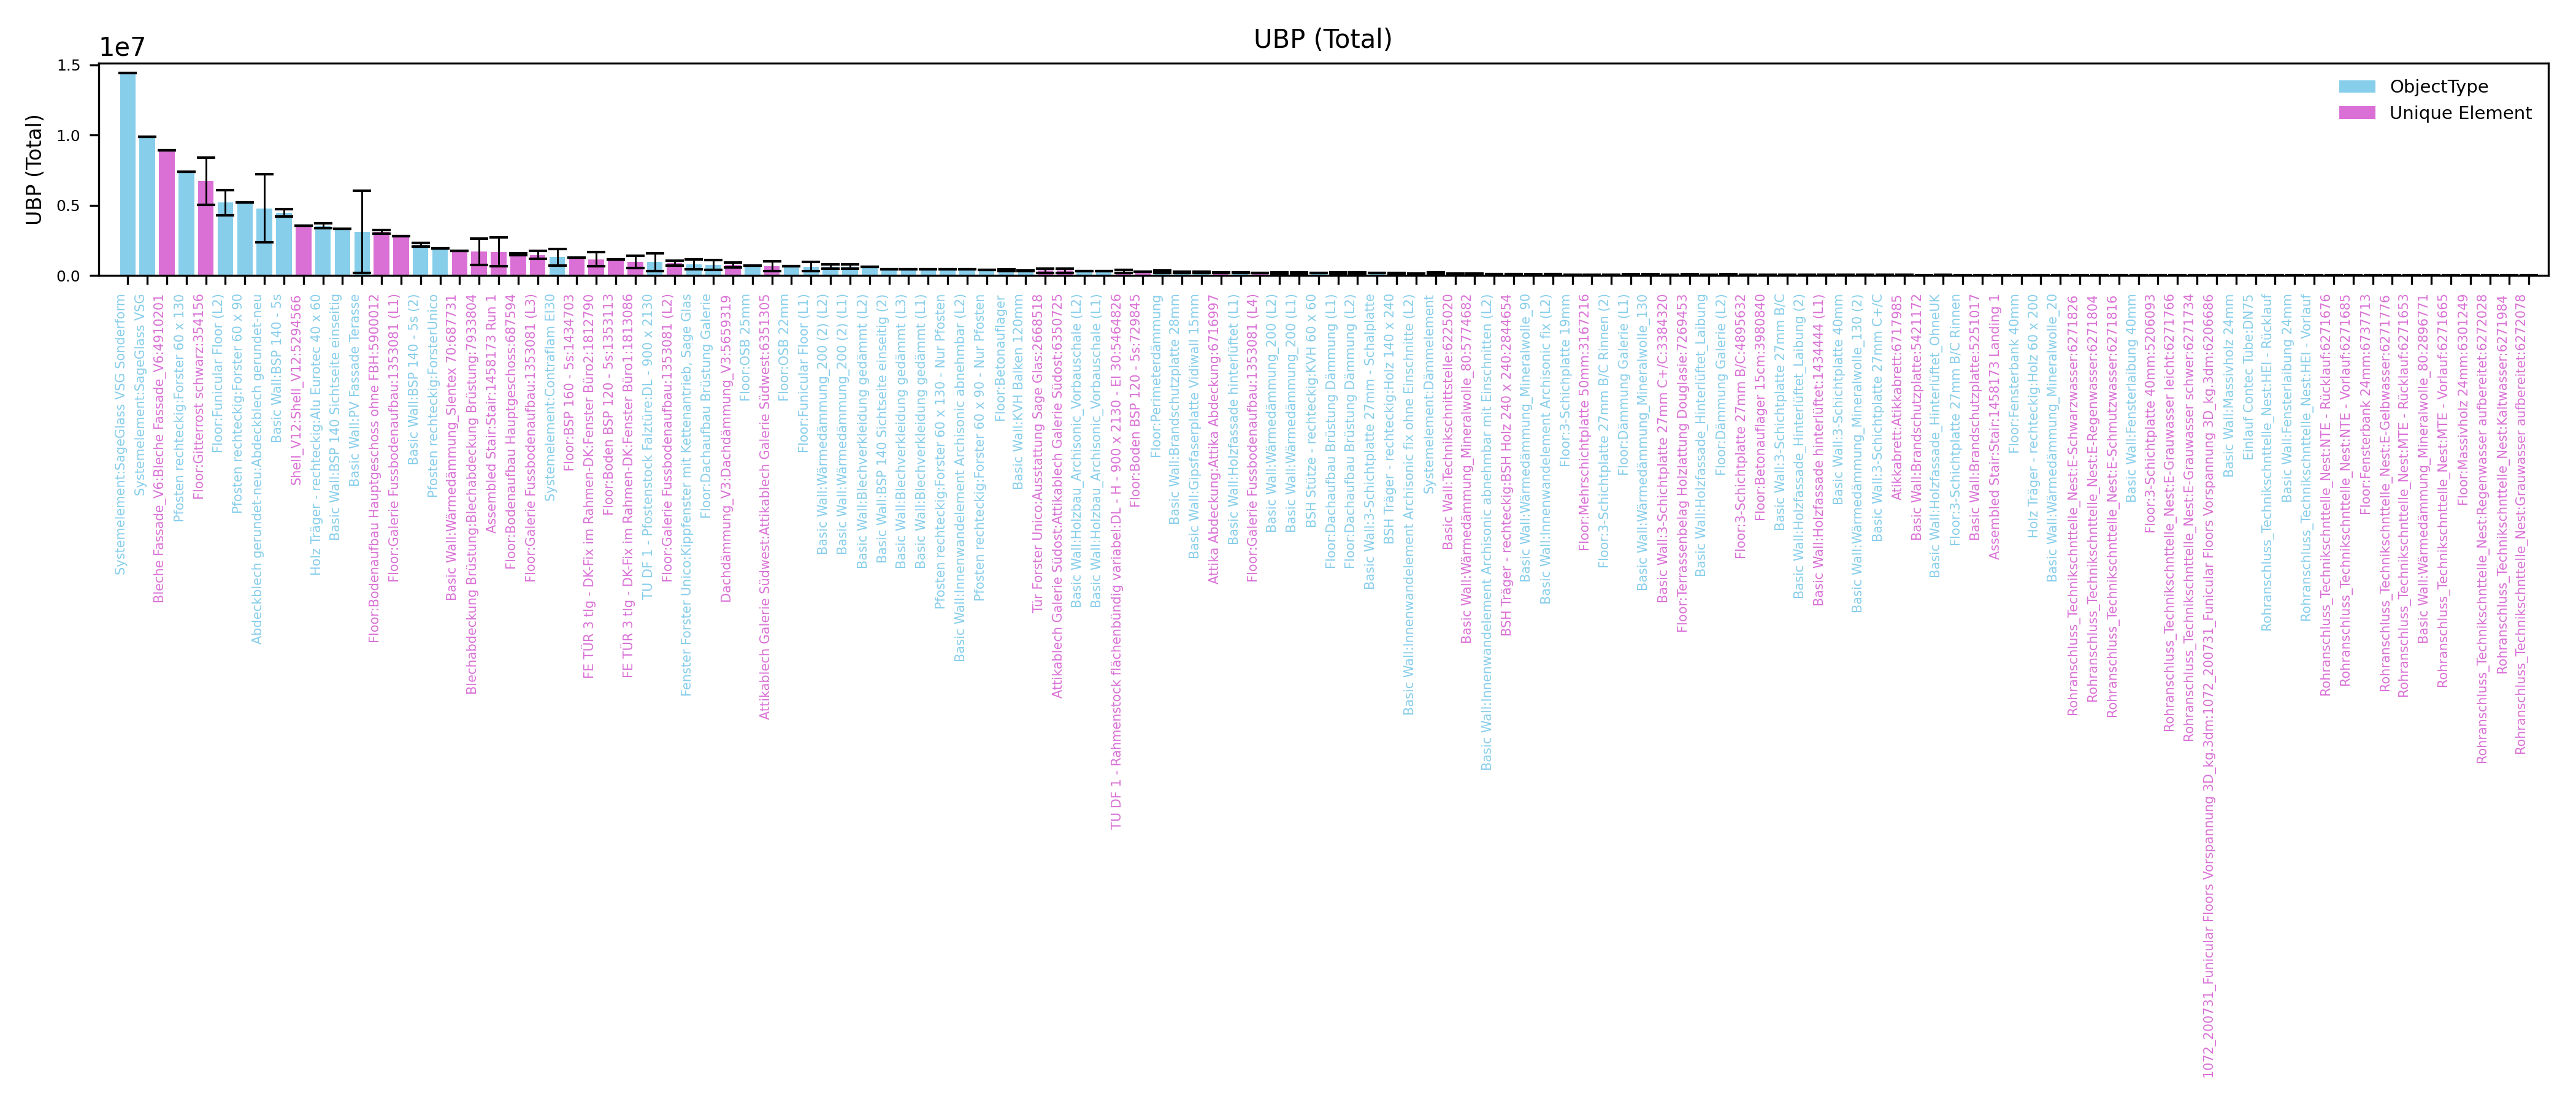 UBP (Total)
1e7
UBP (Total)
1.5
1.0
0.5
0.0
ObjectType
Unique Element
Systemelement:SageGlass VSG Sonderform
Systemelement:SageGlass VSG
Bleche Fassade_V6:Bleche Fassade_V6:4910201
Pfosten rechteckig:Forster 60 x 130
Floor:Gitterrost schwarz:354156
Floor:Funicular Floor (L2)
Pfosten rechteckig:Forster 60 x 90
Abdeckblech gerundet-neu:Abdeckblech gerundet-neu
Basic Wall:BSP 140 - 5s
Shell_V12:Shell_V12:5294566
Holz Träger - rechteckig:Alu Eurotec 40 x 60
Basic Wall:BSP 140 Sichtseite einseitig
Basic Wall:PV Fassade Terasse
Floor:Bodenaufbau Hauptgeschoss ohne FBH:5900012
Floor:Galerie Fussbodenaufbau:1353081 (L1)
Basic Wall:BSP 140 - 5s (2)
Pfosten rechteckig:ForsterUnico
Basic Wall:Wärmedämmung_Slentex 70:6877731
Blechabdeckung Brüstung:Blechabdeckung Brüstung:7933804
Assembled Stair:Stair:1458173 Run 1
Floor:Bodenaufbau Hauptgeschoss:6587594
Floor:Galerie Fussbodenaufbau:1353081 (L3)
Systemelement:Contraflam EI30
Floor:BSP 160 - 5s:1434703
FE TÜR 3 tlg - DK-Fix im Rahmen-DK:Fenster Büro2:1812790
Floor:Boden BSP 120 - 5s:1353113
FE TÜR 3 tlg - DK-Fix im Rahmen-DK:Fenster Büro1:1813086
TU DF 1 - Pfostenstock Falztüre:DL - 900 x 2130
Floor:Galerie Fussbodenaufbau:1353081 (L2)
Fenster Forster Unico:Kippfenster mit Kettenantrieb, Sage Glas
Floor:Dachaufbau Brüstung Galerie
Dachdämmung_V3:Dachdämmung_V3:5659319
Floor:OSB 25mm
Attikablech Galerie Südwest:Attikablech Galerie Südwest:6351305
Floor:OSB 22mm
Floor:Funicular Floor (L1)
Basic Wall:Wärmedämmung_200 (2) (L2)
Basic Wall:Wärmedämmung_200 (2) (L1)
Basic Wall:Blechverkleidung gedämmt (L2)
Basic Wall:BSP 140 Sichtseite einseitig (2)
Basic Wall:Blechverkleidung gedämmt (L3)
Basic Wall:Blechverkleidung gedämmt (L1)
Pfosten rechteckig:Forster 60 x 130 - Nur Pfosten
Basic Wall:Innenwandelement Archisonic abnehmbar (L2)
Pfosten rechteckig:Forster 60 x 90 - Nur Pfosten
Floor:Betonauflager
Basic Wall:KVH Balken 120mm
Tür Forster Unico:Ausstattung Sage Glas:2668518
Attikablech Galerie Südost:Attikablech Galerie Südost:6350725
Basic Wall:Holzbau_Archisonic_Vorbauschale (L2)
Basic Wall:Holzbau_Archisonic_Vorbauschale (L1)
TU DF 1 - Rahmenstock flächenbündig variabel:DL - H - 900 x 2130 - EI 30:5464826
Floor:Boden BSP 120 - 5s:7298845
Floor:Perimeterdämmung
Basic Wall:Brandschutzplatte 28mm
Basic Wall:Gipsfaserplatte Vidiwall 15mm
Attika Abdeckung:Attika Abdeckung:6716997
Basic Wall:Holzfassade hinterlüftet (L1)
Floor:Galerie Fussbodenaufbau:1353081 (L4)
Basic Wall:Wärmedämmung_200 (L2)
Basic Wall:Wärmedämmung_200 (L1)
BSH Stütze - rechteckig:KVH 60 x 60
Floor:Dachaufbau Brüstung Dämmung (L1)
Floor:Dachaufbau Brüstung Dämmung (L2)
Basic Wall:3-Schichtplatte 27mm - Schalplatte
BSH Träger - rechteckig:Holz 140 x 240
Basic Wall:Innenwandelement Archisonic fix ohne Einschnitte (L2)
Systemelement:Dämmelement
Basic Wall:Technikschnittstelle:6225020
Basic Wall:Wärmedämmung_Mineralwolle_80:5774682
Basic Wall:Innenwandelement Archisonic abnehmbar mit Einschnitten (L2)
BSH Träger - rechteckig:BSH Holz 240 x 240:2844654
Basic Wall:Wärmedämmung_Mineralwolle_90
Basic Wall:Innenwandelement Archisonic fix (L2)
Floor:3-Schichplatte 19mm
Floor:Mehrschichtplatte 50mm:3167216
Floor:3-Schichtplatte 27mm B/C Rinnen (2)
Floor:Dämmung Galerie (L1)
Basic Wall:Wärmedämmung_Mineralwolle_130
Basic Wall:3-Schichtplatte 27mm C+/C:3384320
Floor:Terrassenbelag Holzlattung Douglasie:7269453
Basic Wall:Holzfassade_Hinterlüftet_Laibung
Floor:Dämmung Galerie (L2)
Floor:3-Schichtplatte 27mm B/C:4895632
Floor:Betonauflager 15cm:3980840
Basic Wall:3-Schichtplatte 27mm B/C
Basic Wall:Holzfassade_Hinterlüftet_Laibung (2)
Basic Wall:Holzfassade hinterlüftet:1434444 (L1)
Basic Wall:3-Schichtplatte 40mm
Basic Wall:Wärmedämmung_Mineralwolle_130 (2)
Basic Wall:3-Schichtplatte 27mm C+/C
Atikkabrett:Atikkabrett:6717985
Basic Wall:Brandschutzplatte:5421172
Basic Wall:Holzfassade_Hinterlüftet_OhneUK
Floor:3-Schichtplatte 27mm B/C Rinnen
Basic Wall:Brandschutzplatte:5251017
Assembled Stair:Stair:1458173 Landing 1
Floor:Fensterbank 40mm
Holz Träger - rechteckig:Holz 60 x 200
Basic Wall:Wärmedämmung_Mineralwolle_20
Rohranschluss_Technikschnttelle_Nest:E-Schwarzwasser:6271826
Rohranschluss_Technikschnttelle_Nest:E-Regenwasser:6271804
Rohranschluss_Technikschnttelle_Nest:E-Schmutzwasser:6271816
Basic Wall:Fensterlaibung 40mm
Floor:3-Schichtplatte 40mm:5206093
Rohranschluss_Technikschnttelle_Nest:E-Grauwasser leicht:6271766
Rohranschluss_Technikschnttelle_Nest:E-Grauwasser schwer:6271734
1072_200731_Funicular Floors Vorspannung 3D_kg.3dm:1072_200731_Funicular Floors Vorspannung 3D_kg.3dm:6206686
Basic Wall:Massivholz 24mm
Einlauf Contec Tube:DN75
Rohranschluss_Technikschnttelle_Nest:HEI - Rücklauf
Basic Wall:Fensterlaibung 24mm
Rohranschluss_Technikschnttelle_Nest:HEI - Vorlauf
Rohranschluss_Technikschnttelle_Nest:NTE - Rücklauf:6271676
Rohranschluss_Technikschnttelle_Nest:NTE - Vorlauf:6271685
Floor:Fensterbank 24mm:6737713
Rohranschluss_Technikschnttelle_Nest:E-Gelbwasser:6271776
Rohranschluss_Technikschnttelle_Nest:MTE - Rücklauf:6271653
Basic Wall:Wärmedämmung_Mineralwolle_80:2896771
Rohranschluss_Technikschnttelle_Nest:MTE - Vorlauf:6271665
Floor:Massivholz 24mm:6301249
Rohranschluss_Technikschnttelle_Nest:Regenwasser aufbereitet:6272028
Rohranschluss_Technikschnttelle_Nest:Kaltwasser:6271984
Rohranschluss_Technikschnttelle_Nest:Grauwasser aufbereitet:6272078